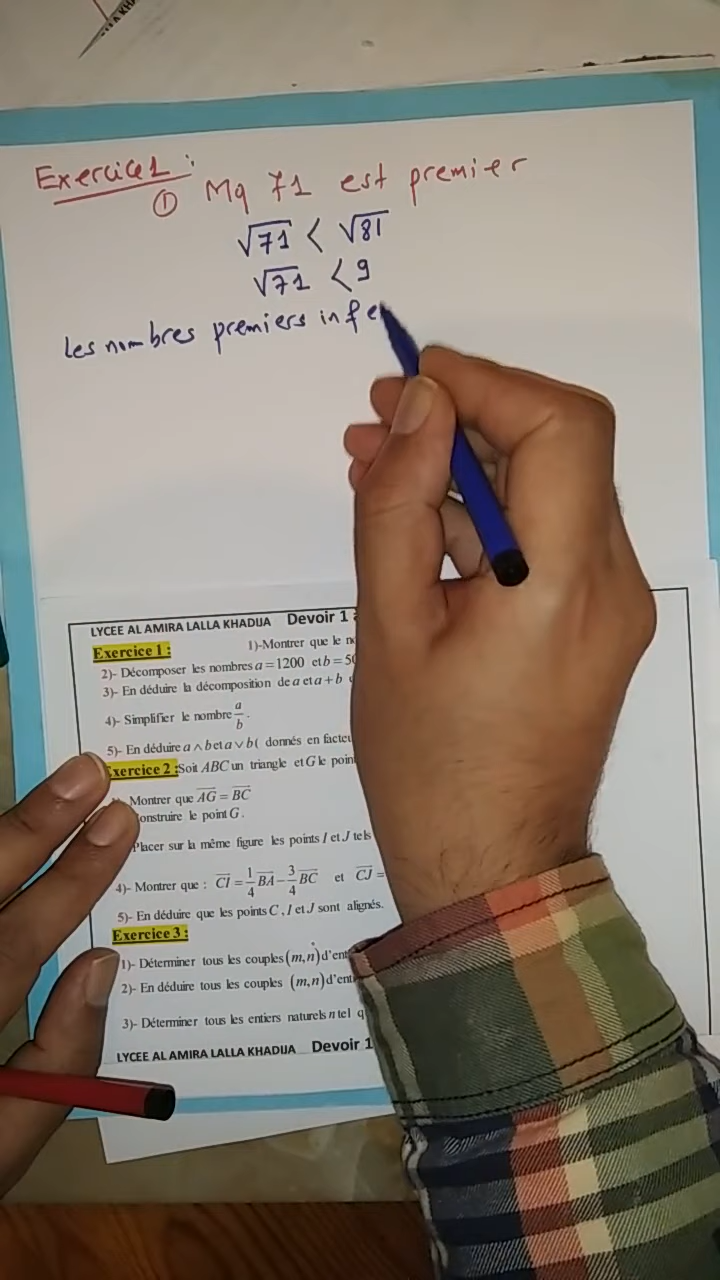 Exercice1 :
① Mq 71 est premier
√71 < √81
√71 < 9
les nombres premiers infe
LYCEE AL AMIRA LALLA KHADIJA Devoir 1
Exercice 1 : 1)-Montrer que le
2)- Décomposer les nombres a = 1200 et b =
3)- En déduire la décomposition de a et a + b
4)- Simplifier le nombre a/b .
5)- En déduire a ∧ b et a ∨ b ( donnés en
Exercice 2 : Soit ABC un triangle et G le
Montrer que AG = BC
construire le point G .
Placer sur la même figure les points I et J tels
4)- Montrer que : CI = 1/4 BA − 3/4 BC et CJ =
5)- En déduire que les points C , I et J sont alignés.
Exercice 3 :
1)- Déterminer tous les couples (m,n)
2)- En déduire tous les couples (m,n)
3)- Déterminer tous les entiers naturels n tel
LYCEE AL AMIRA LALLA KHADIJA Devoir 1